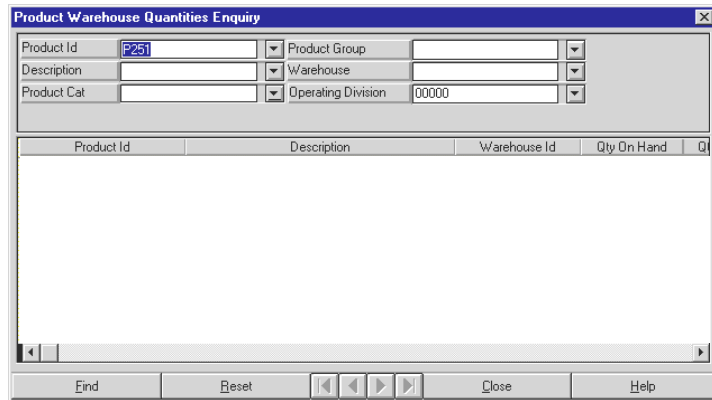 Product Warehouse Quantities Enquiry
Product Id P251 Product Group
Description Warehouse
Product Cat Operating Division 00000
Product Id Description Warehouse Id Qty On Hand
Find Reset Close Help